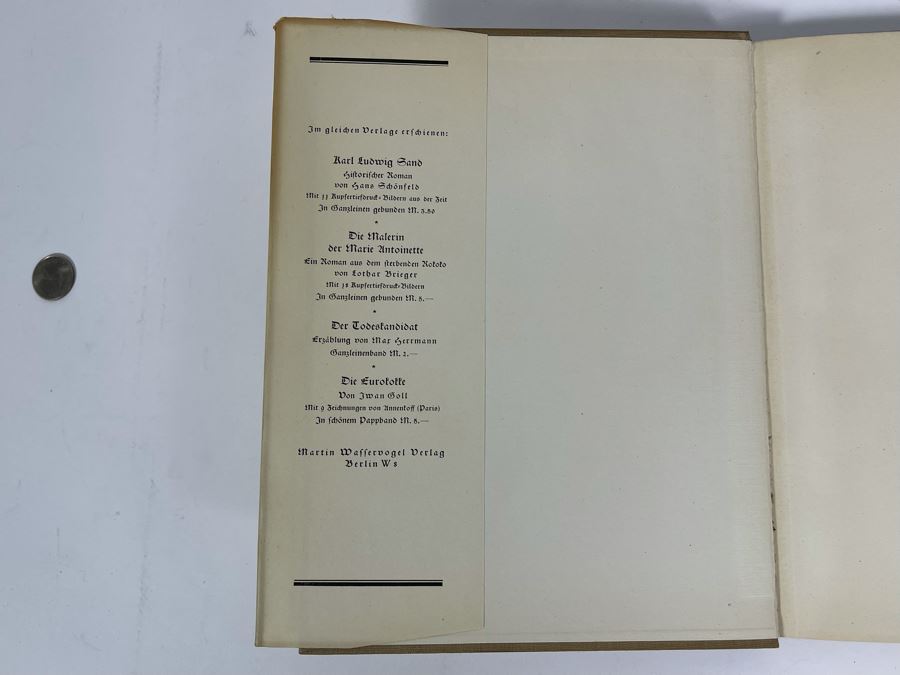 Im gleichen Verlage erschienen:
Karl Ludwig Sand
Historischer Roman
von Hans Schönfeld
Mit 33 Kupfertiefdruck-Bildern aus der Zeit
In Ganzleinen gebunden M. 5.80
*
Die Malerin
der Marie Antoinette
Ein Roman aus dem sterbenden Rokoko
von Lothar Brieger
Mit 38 Kupfertiefdruck-Bildern
In Ganzleinen gebunden M. 8.—
*
Der Todeskandidat
Erzählung von Max Herrmann
Ganzleinenband M. 2.—
*
Die Eurokokke
Von Iwan Goll
Mit 9 Zeichnungen von Annenkoff (Paris)
In schönem Pappband M. 8.—
Martin Wasservogel Verlag
Berlin W 8